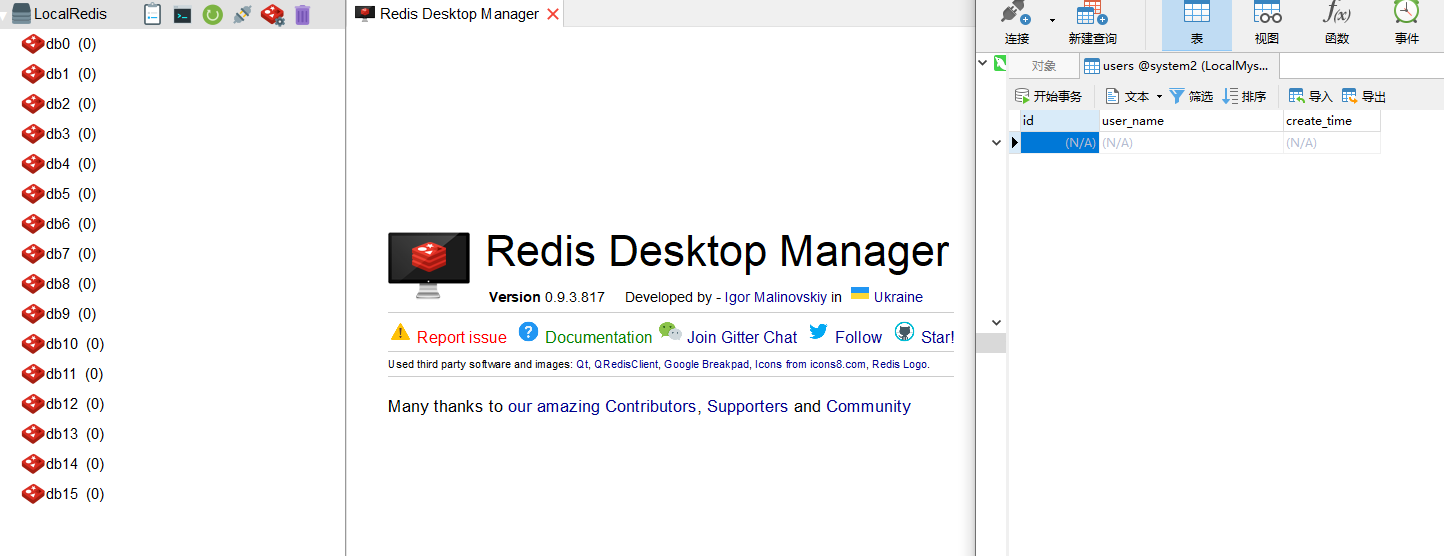 LocalRedis
db0 (0)
db1 (0)
db2 (0)
db3 (0)
db4 (0)
db5 (0)
db6 (0)
db7 (0)
db8 (0)
db9 (0)
db10 (0)
db11 (0)
db12 (0)
db13 (0)
db14 (0)
db15 (0)
Redis Desktop Manager
Redis Desktop Manager
Version 0.9.3.817 Developed by - Igor Malinovskiy in Ukraine
Report issue Documentation Join Gitter Chat Follow Star!
Used third party software and images: Qt, QRedisClient, Google Breakpad, Icons from icons8.com, Redis Logo.
Many thanks to our amazing Contributors, Supporters and Community
连接 新建查询 表 视图 函数 事件
对象 users @system2 (LocalMys...
开始事务 文本 筛选 排序 导入 导出
id user_name create_time
(N/A) (N/A) (N/A)